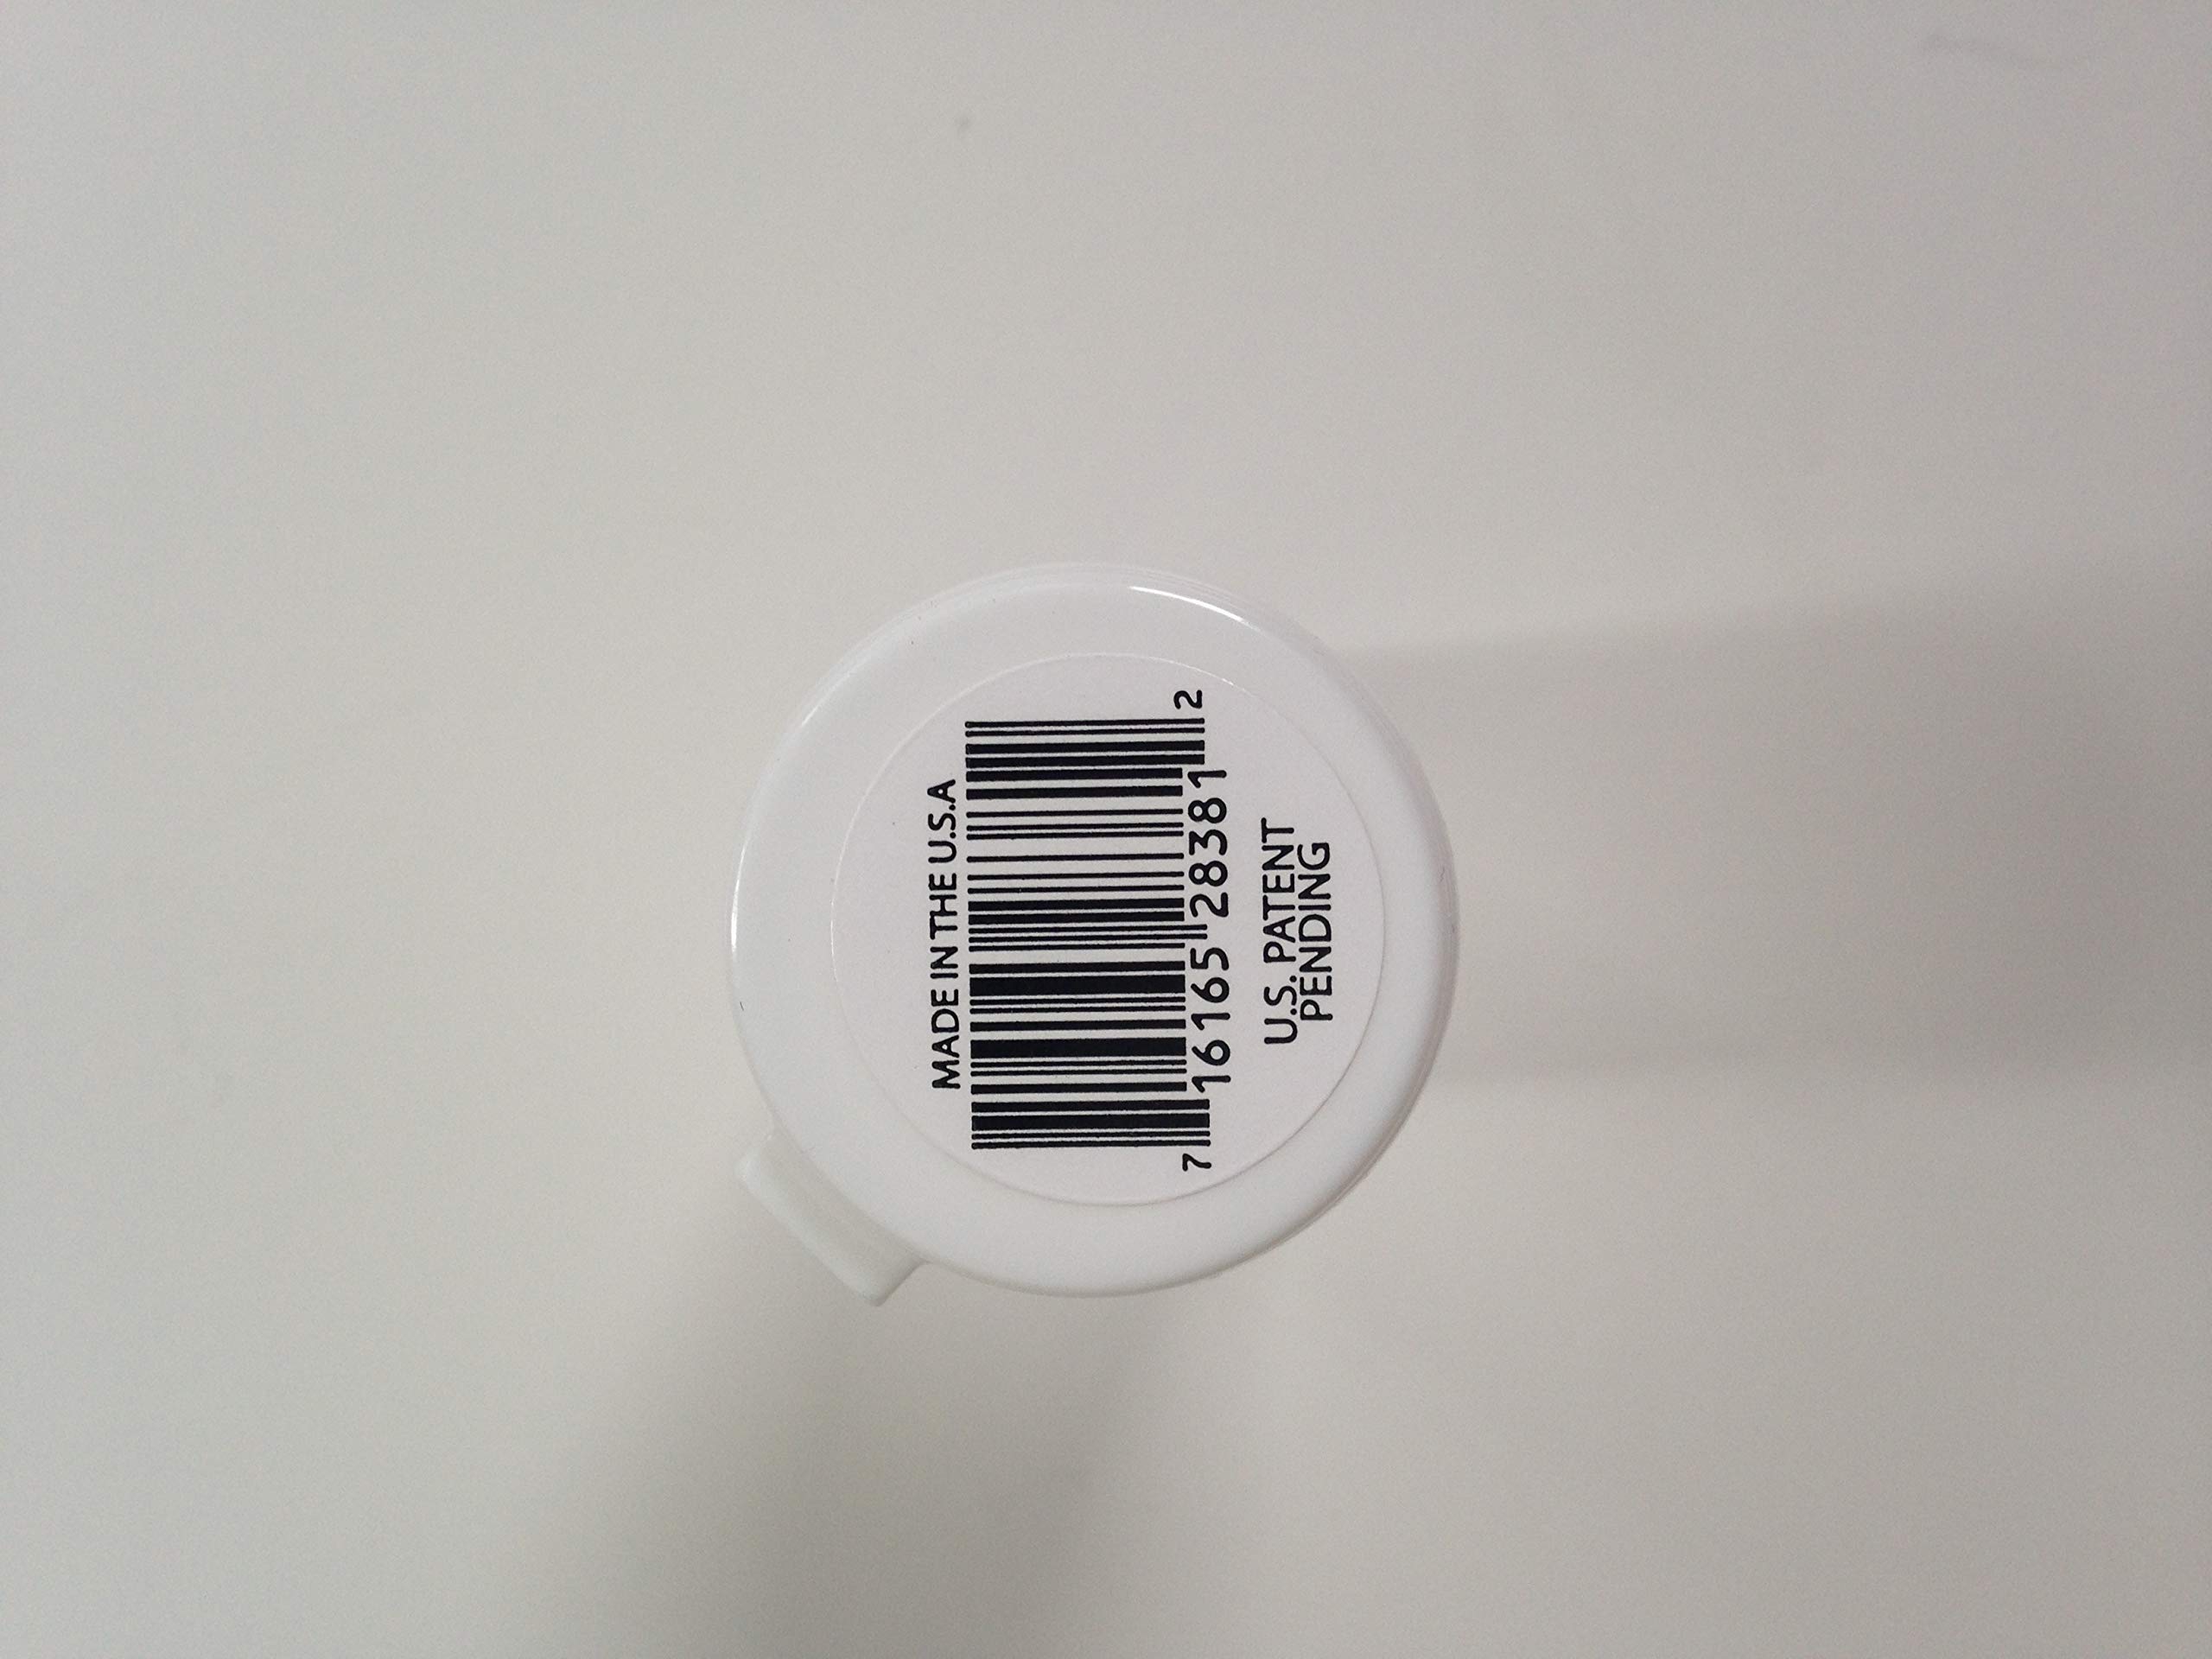 MADE IN THE U.S.A
7 16165 28381 2
U.S. PATENT
PENDING